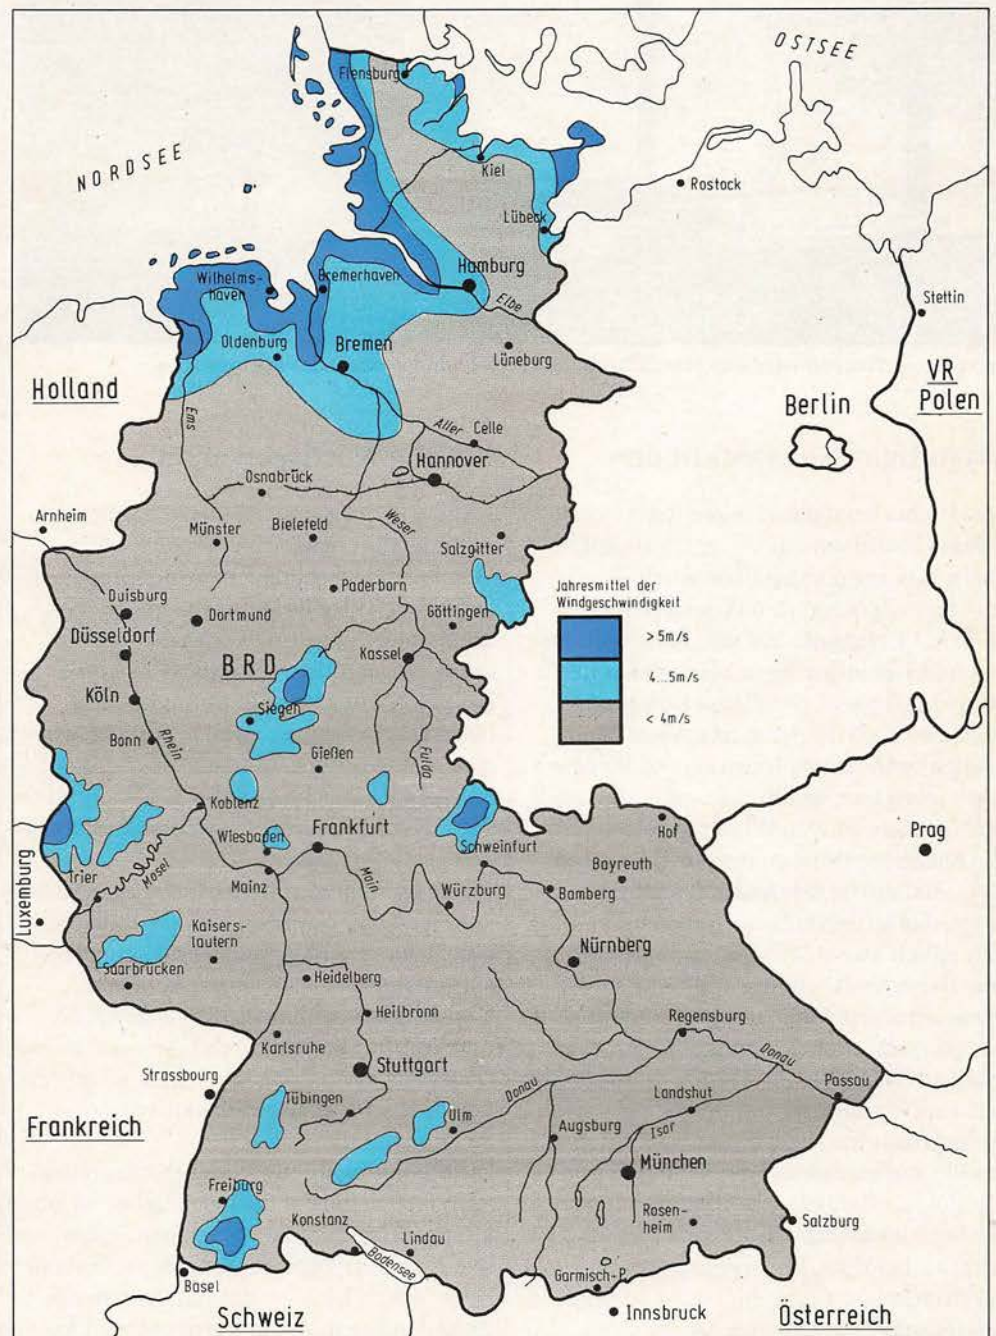 OSTSEE
Flensburg
NORDSEE
Kiel
Rostock
Lübeck
Wilhelms-
haven
Bremerhaven
Hamburg
Elbe
Stettin
Oldenburg
Bremen
Lüneburg
Holland
VR
Polen
Berlin
Ems
Aller
Celle
Hannover
Osnabrück
Arnheim
Münster
Bielefeld
Weser
Salzgitter
Paderborn
Duisburg
Dortmund
Göttingen
Düsseldorf
Kassel
BRD
Jahresmittel der
Windgeschwindigkeit
> 5m/s
4...5m/s
< 4m/s
Köln
Siegen
Bonn
Rhein
Gießen
Fulda
Koblenz
Wiesbaden
Frankfurt
Schweinfurt
Hof
Prag
Luxemburg
Trier
Mosel
Mainz
Main
Würzburg
Bayreuth
Bamberg
Kaisers-
lautern
Nürnberg
Saarbrücken
Heidelberg
Heilbronn
Regensburg
Karlsruhe
Stuttgart
Donau
Strassbourg
Tübingen
Donau
Landshut
Passau
Frankreich
Ulm
Augsburg
Isar
München
Freiburg
Konstanz
Lindau
Rosen-
heim
Salzburg
Bodensee
Basel
Garmisch-P.
Schweiz
Innsbruck
Österreich